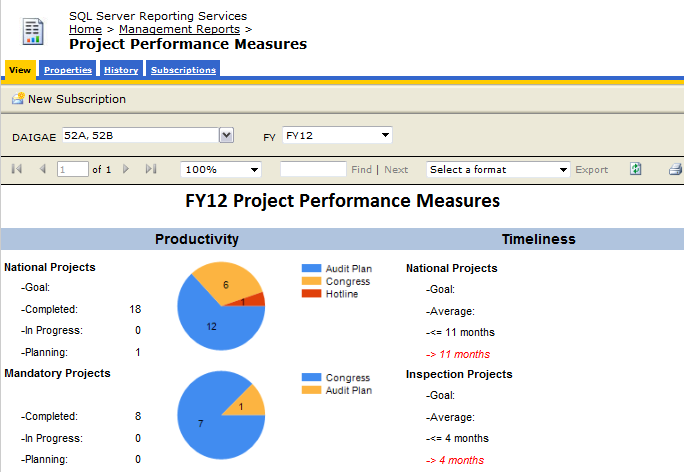 SQL Server Reporting Services
Home > Management Reports >
Project Performance Measures
View Properties History Subscriptions
New Subscription
DAIGAE 52A, 52B FY FY12
1 of 1 100% Find | Next Select a format Export
FY12 Project Performance Measures
Productivity Timeliness
National Projects
-Goal:
-Completed: 18
-In Progress: 0
-Planning: 1
6
1
12
Audit Plan
Congress
Hotline
National Projects
-Goal:
-Average:
-<= 11 months
-> 11 months
Mandatory Projects
-Completed: 8
-In Progress: 0
-Planning: 0
1
7
Congress
Audit Plan
Inspection Projects
-Goal:
-Average:
-<= 4 months
-> 4 months